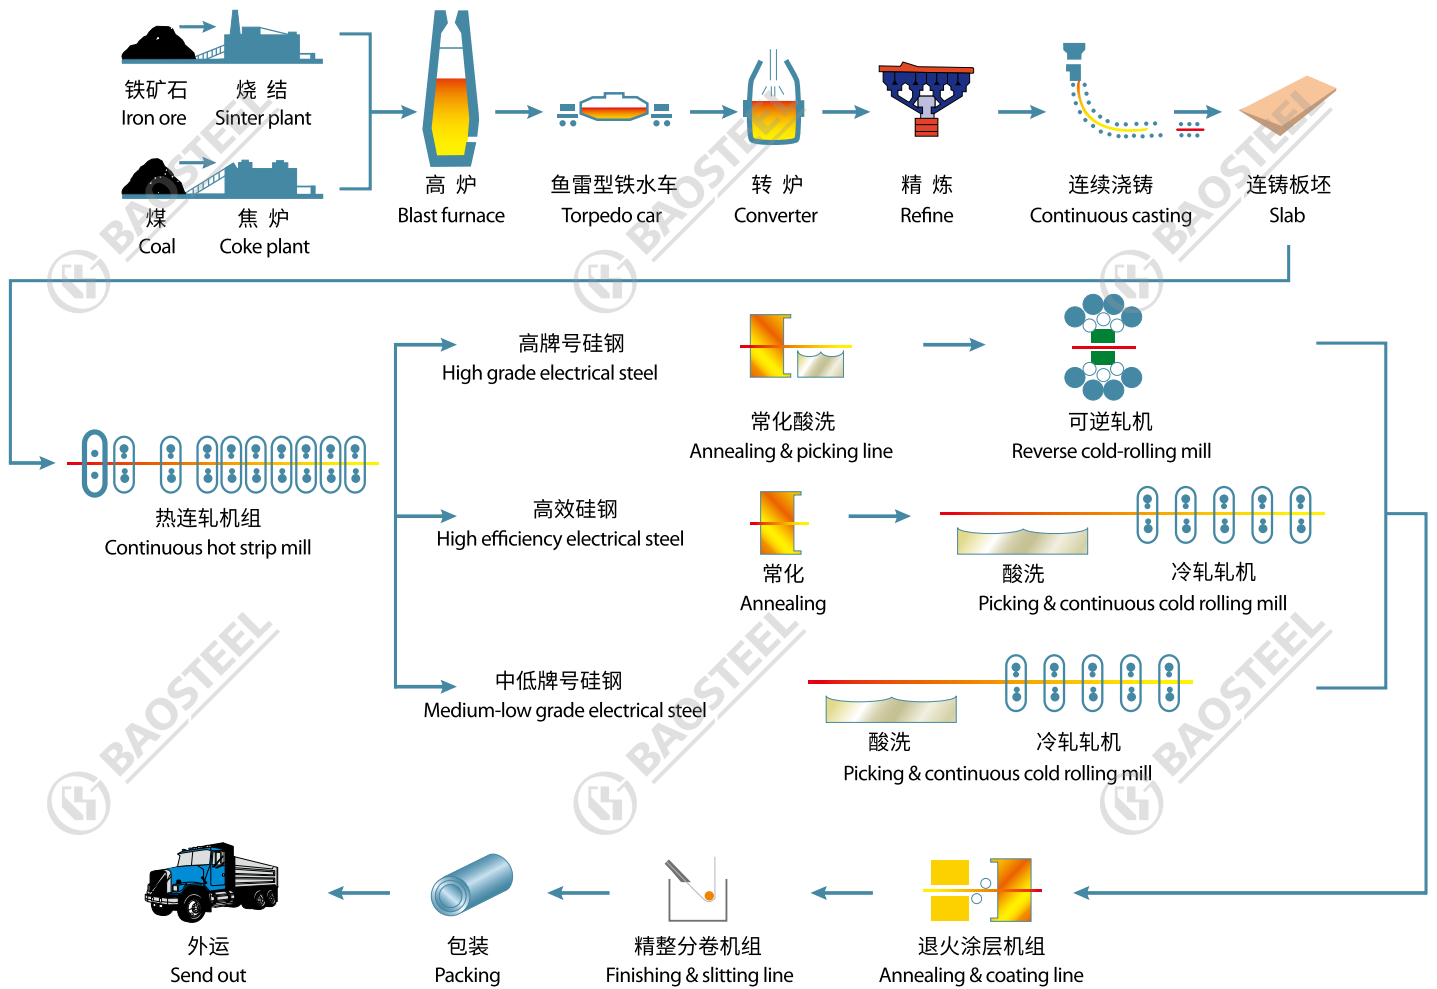 铁矿石
Iron ore
烧 结
Sinter plant
煤
Coal
焦 炉
Coke plant
高 炉
Blast furnace
鱼雷型铁水车
Torpedo car
转 炉
Converter
精 炼
Refine
连续浇铸
Continuous casting
连铸板坯
Slab
热连轧机组
Continuous hot strip mill
高牌号硅钢
High grade electrical steel
常化酸洗
Annealing & picking line
可逆轧机
Reverse cold-rolling mill
高效硅钢
High efficiency electrical steel
常化
Annealing
酸洗
冷轧轧机
Picking & continuous cold rolling mill
中低牌号硅钢
Medium-low grade electrical steel
酸洗
冷轧轧机
Picking & continuous cold rolling mill
外运
Send out
包装
Packing
精整分卷机组
Finishing & slitting line
退火涂层机组
Annealing & coating line
BAOSTEEL
BAOSTEEL
BAOSTEEL
BAOSTEEL
BAOSTEEL
BAOSTEEL